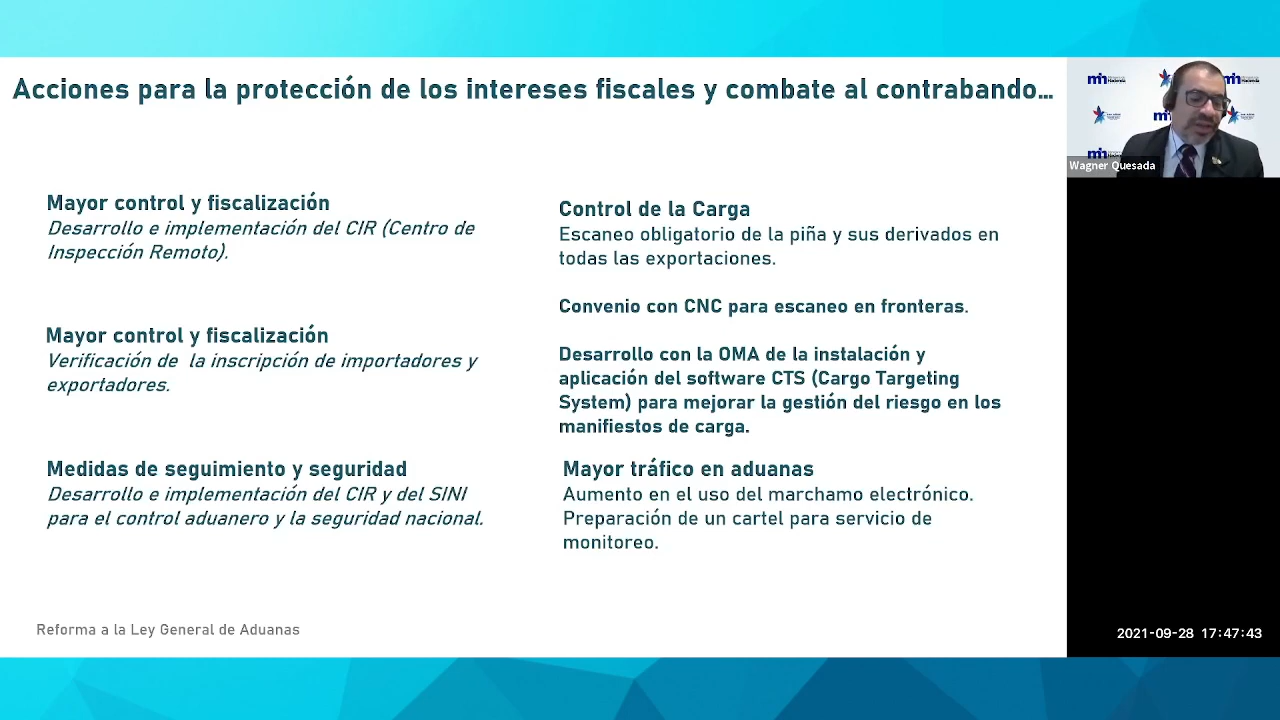 Acciones para la protección de los intereses fiscales y combate al contrabando...
Mayor control y fiscalización
Desarrollo e implementación del CIR (Centro de
Inspección Remoto).
Mayor control y fiscalización
Verificación de  la inscripción de importadores y
exportadores.
Medidas de seguimiento y seguridad
Desarrollo e implementación del CIR y del SINI
para el control aduanero y la seguridad nacional.
Control de la Carga
Escaneo obligatorio de la piña y sus derivados en
todas las exportaciones.
Convenio con CNC para escaneo en fronteras.
Desarrollo con la OMA de la instalación y
aplicación del software CTS (Cargo Targeting
System) para mejorar la gestión del riesgo en los
manifiestos de carga.
Mayor tráfico en aduanas
Aumento en el uso del marchamo electrónico.
Preparación de un cartel para servicio de
monitoreo.
Reforma a la Ley General de Aduanas
Wagner Quesada
2021-09-28 17:47:43